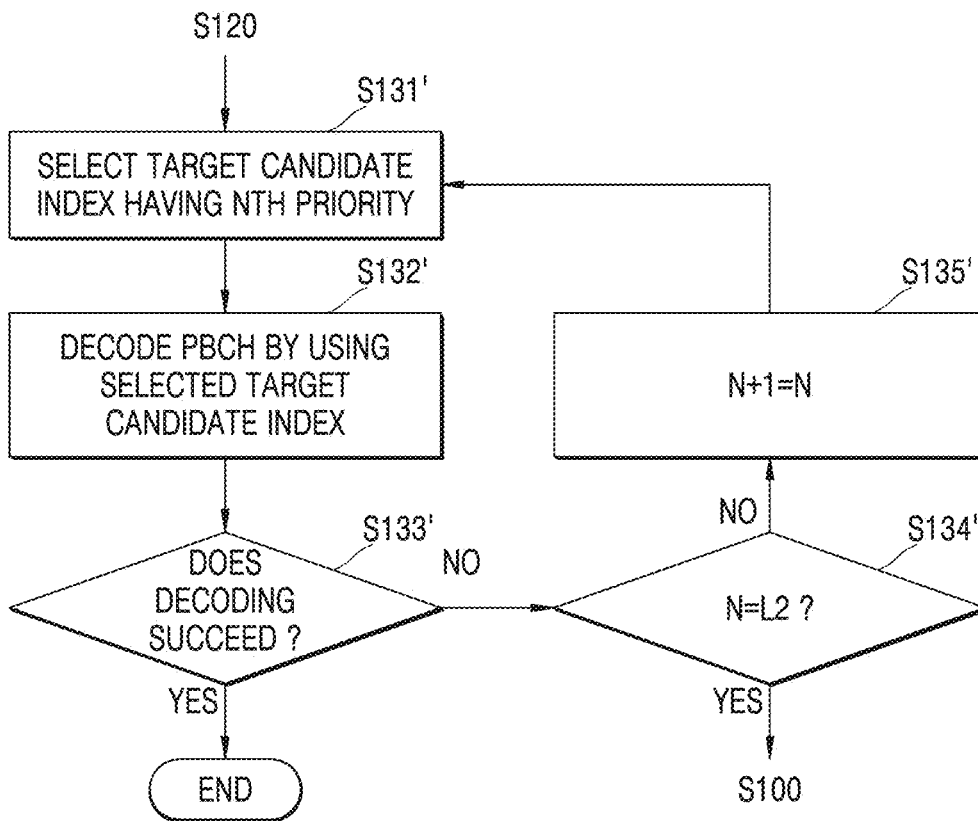 S120
S131'
SELECT TARGET CANDIDATE
INDEX HAVING NTH PRIORITY
S132'
DECODE PBCH BY USING
SELECTED TARGET
CANDIDATE INDEX
S135'
N+1=N
S133'
DOES
DECODING
SUCCEED ?
NO
YES
END
S134'
N=L2 ?
NO
YES
S100